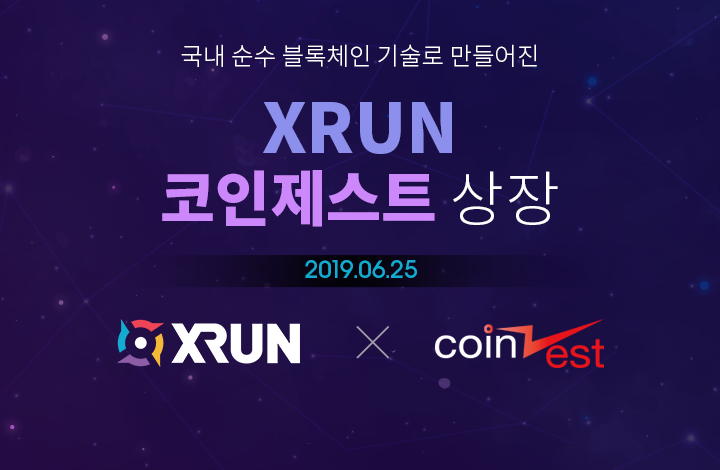 국내 순수 블록체인 기술로 만들어진
XRUN
코인제스트 상장
2019.06.25
XRUN × coinZest